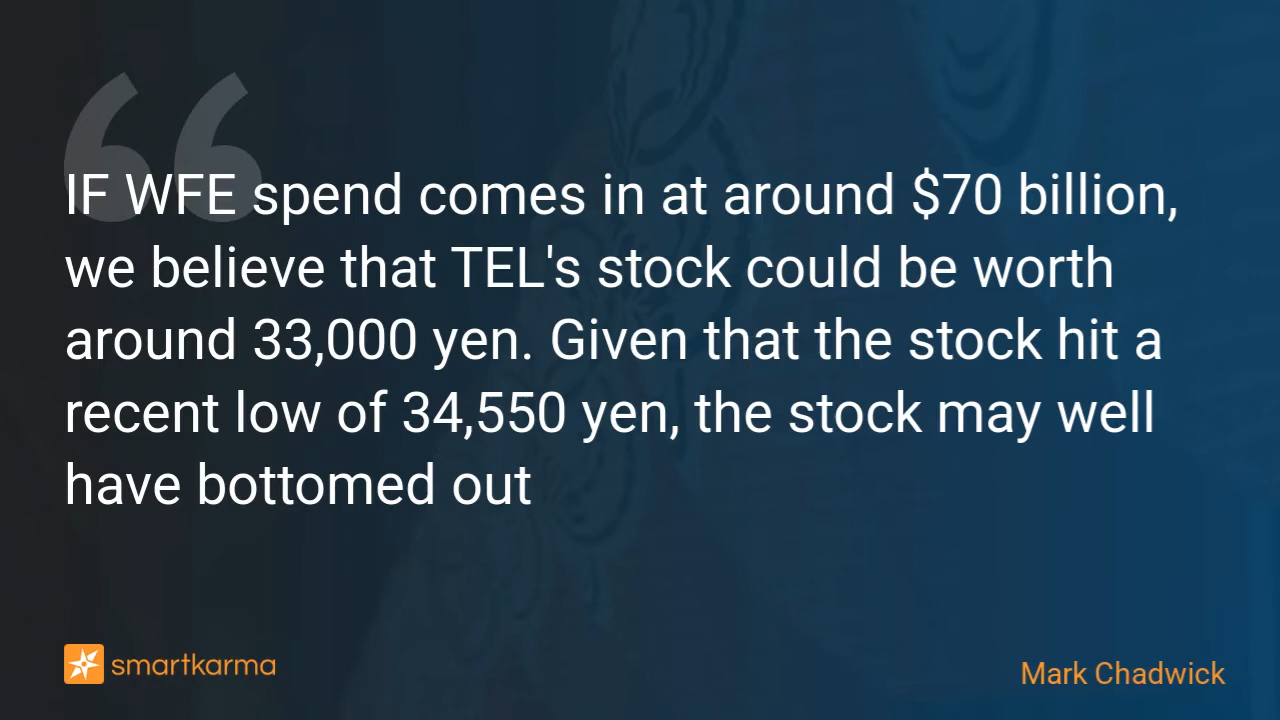 IF WFE spend comes in at around $70 billion,
we believe that TEL's stock could be worth
around 33,000 yen. Given that the stock hit a
recent low of 34,550 yen, the stock may well
have bottomed out
smartkarma
Mark Chadwick